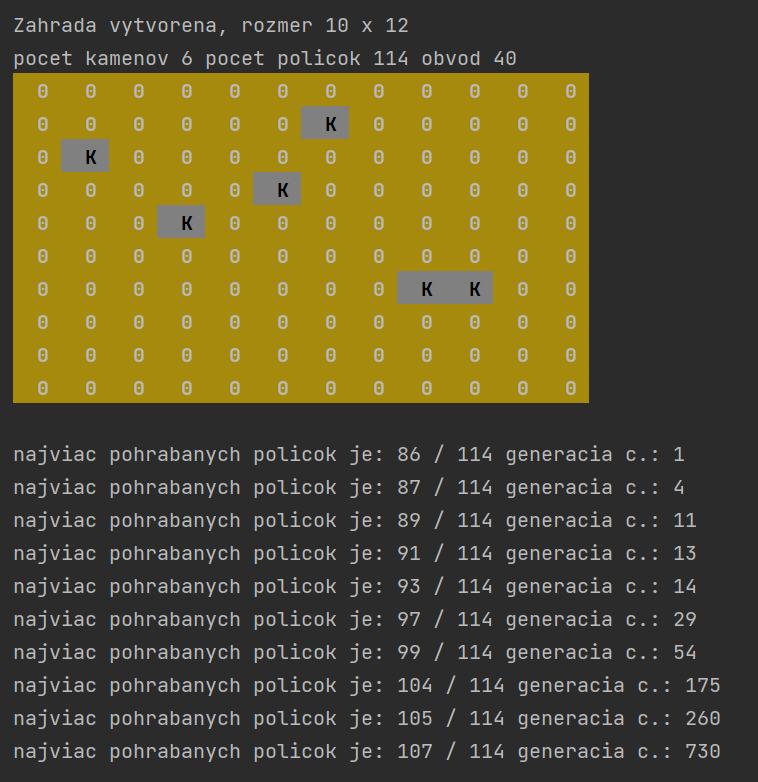 Zahrada vytvorena, rozmer 10 x 12
pocet kamenov 6 pocet policok 114 obvod 40
0 0 0 0 0 0 0 0 0 0 0 0
0 0 0 0 0 0 K 0 0 0 0 0
0 K 0 0 0 0 0 0 0 0 0 0
0 0 0 0 0 K 0 0 0 0 0 0
0 0 0 K 0 0 0 0 0 0 0 0
0 0 0 0 0 0 0 0 0 0 0 0
0 0 0 0 0 0 0 0 K K 0 0
0 0 0 0 0 0 0 0 0 0 0 0
0 0 0 0 0 0 0 0 0 0 0 0
0 0 0 0 0 0 0 0 0 0 0 0
najviac pohrabanych policok je: 86 / 114 generacia c.: 1
najviac pohrabanych policok je: 87 / 114 generacia c.: 4
najviac pohrabanych policok je: 89 / 114 generacia c.: 11
najviac pohrabanych policok je: 91 / 114 generacia c.: 13
najviac pohrabanych policok je: 93 / 114 generacia c.: 14
najviac pohrabanych policok je: 97 / 114 generacia c.: 29
najviac pohrabanych policok je: 99 / 114 generacia c.: 54
najviac pohrabanych policok je: 104 / 114 generacia c.: 175
najviac pohrabanych policok je: 105 / 114 generacia c.: 260
najviac pohrabanych policok je: 107 / 114 generacia c.: 730